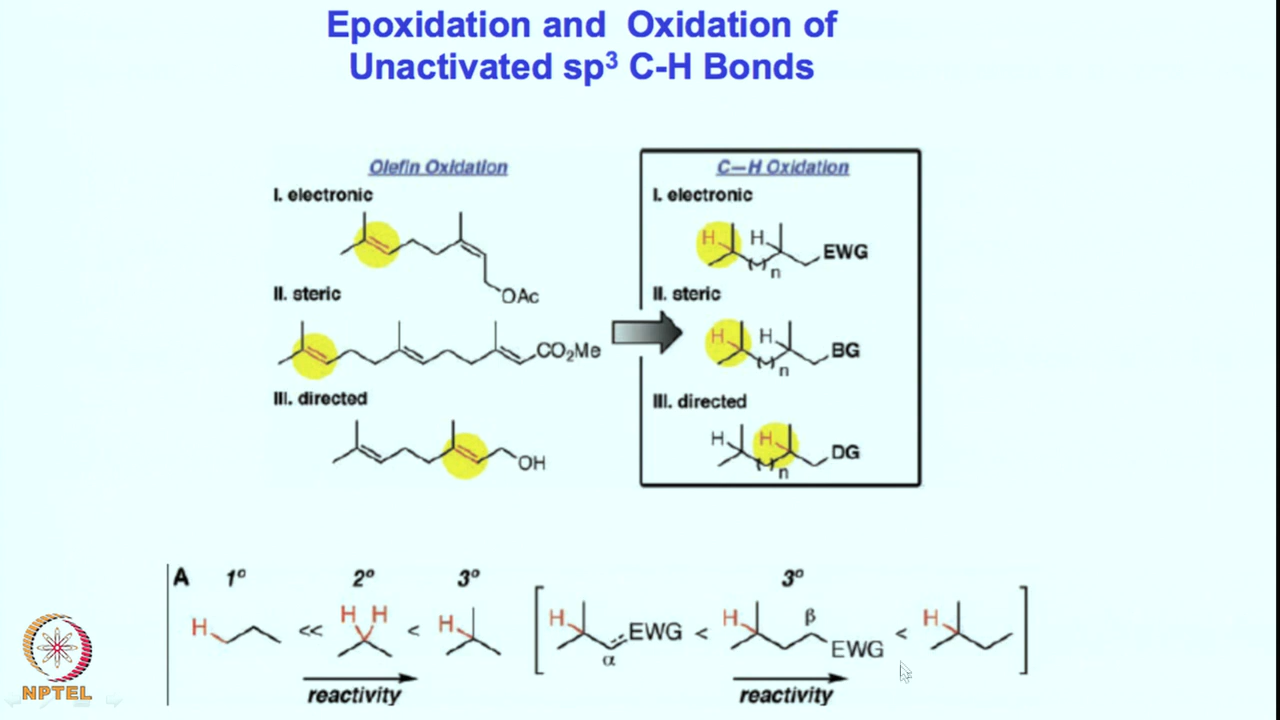 Epoxidation and Oxidation of
Unactivated sp³ C-H Bonds
Olefin Oxidation
I. electronic
OAc
II. steric
CO₂Me
III. directed
OH
C—H Oxidation
I. electronic
H H EWG
n
II. steric
H H BG
n
III. directed
H H DG
n
A 1° 2° 3° 3°
H << H H < H H EWG < H β EWG < H
α
reactivity reactivity
NPTEL